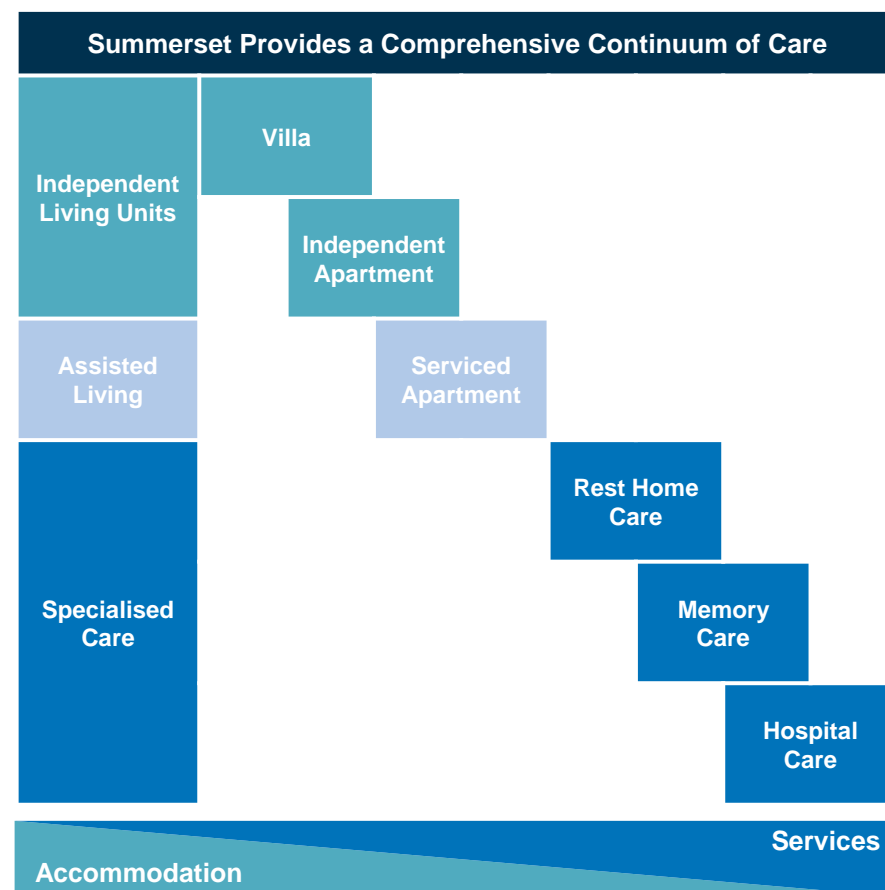 Summerset Provides a Comprehensive Continuum of Care
Independent
Living Units
Villa
Independent
Apartment
Assisted
Living
Serviced
Apartment
Specialised
Care
Rest Home
Care
Memory
Care
Hospital
Care
Services
Accommodation